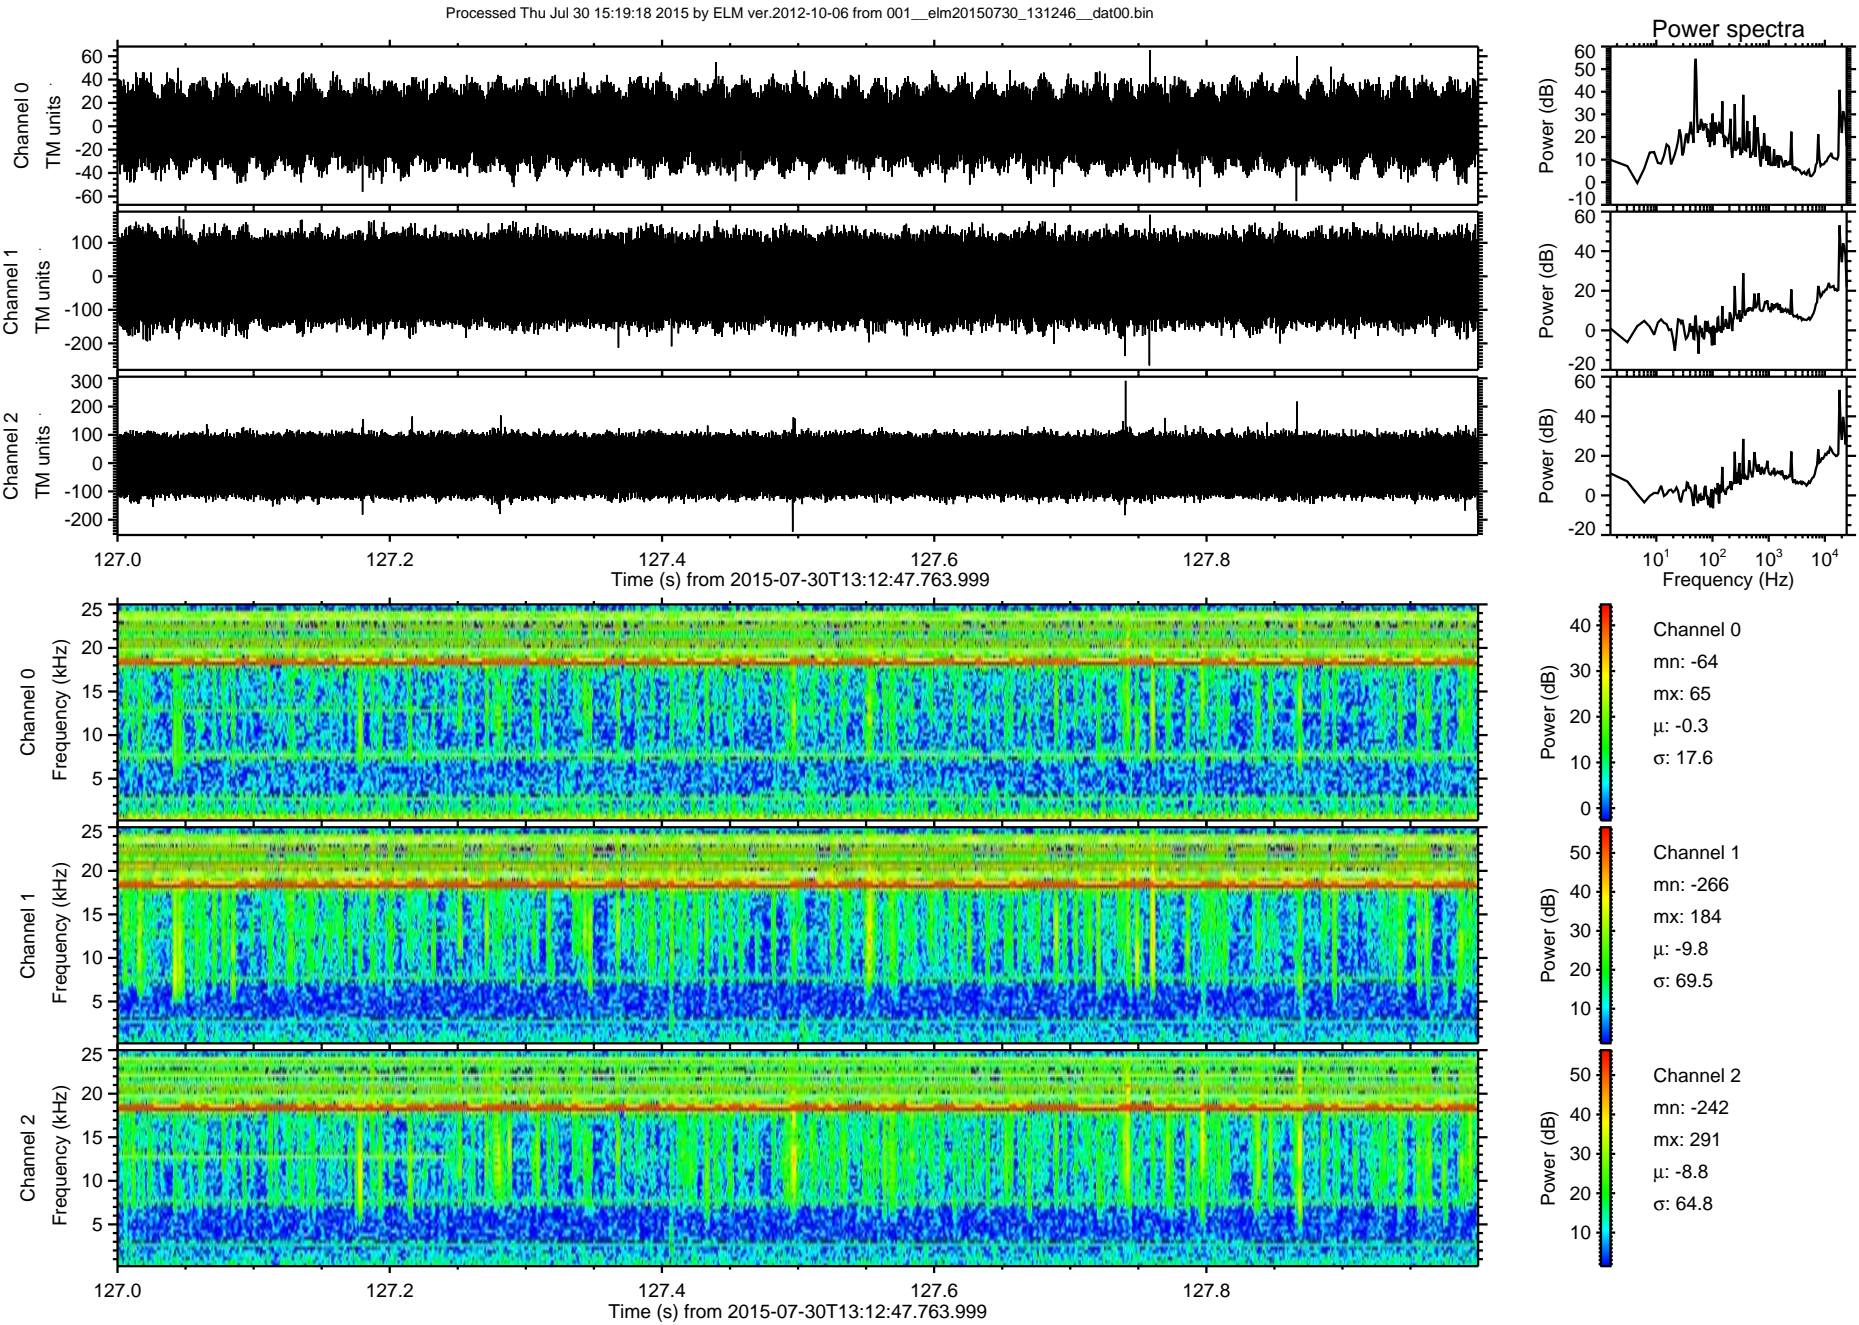 Processed Thu Jul 30 15:19:18 2015 by ELM ver.2012-10-06 from 001__elm20150730_131246__dat00.bin
Power spectra
Channel 0
TM units
60
40
20
0
-20
-40
-60
Power (dB)
60
50
40
30
20
10
0
-10
Channel 1
TM units
100
0
-100
-200
Power (dB)
60
40
20
0
-20
Channel 2
TM units
300
200
100
0
-100
-200
Power (dB)
60
40
20
0
-20
127.0 127.2 127.4 127.6 127.8
Time (s) from 2015-07-30T13:12:47.763.999
10¹ 10² 10³ 10⁴
Frequency (Hz)
Channel 0
Frequency (kHz)
25
20
15
10
5
Power (dB)
40
30
20
10
0
Channel 0
mn: -64
mx: 65
μ: -0.3
σ: 17.6
Channel 1
Frequency (kHz)
25
20
15
10
5
Power (dB)
50
40
30
20
10
Channel 1
mn: -266
mx: 184
μ: -9.8
σ: 69.5
Channel 2
Frequency (kHz)
25
20
15
10
5
Power (dB)
50
40
30
20
10
Channel 2
mn: -242
mx: 291
μ: -8.8
σ: 64.8
127.0 127.2 127.4 127.6 127.8
Time (s) from 2015-07-30T13:12:47.763.999